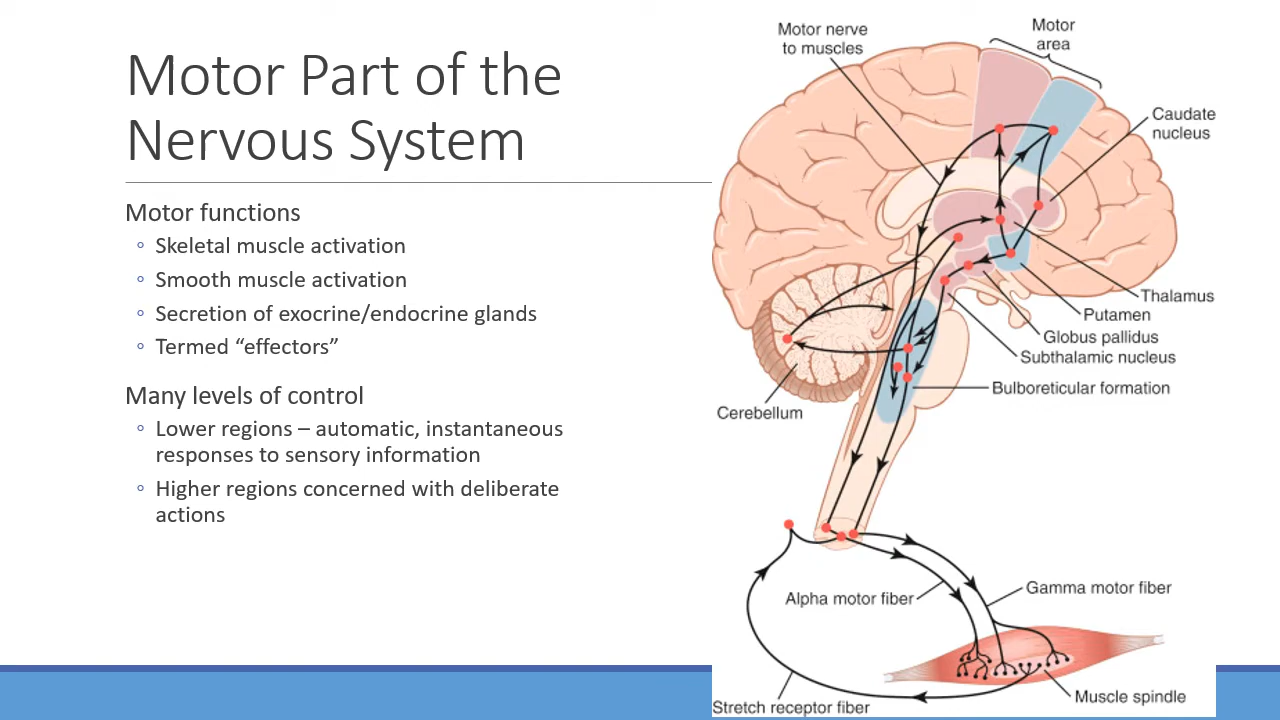 Motor Part of the
Nervous System
Motor functions
◦ Skeletal muscle activation
◦ Smooth muscle activation
◦ Secretion of exocrine/endocrine glands
◦ Termed “effectors”
Many levels of control
◦ Lower regions – automatic, instantaneous
responses to sensory information
◦ Higher regions concerned with deliberate
actions
Motor nerve
to muscles
Motor
area
Caudate
nucleus
Thalamus
Putamen
Globus pallidus
Subthalamic nucleus
Bulboreticular formation
Cerebellum
Gamma motor fiber
Alpha motor fiber
Muscle spindle
Stretch receptor fiber